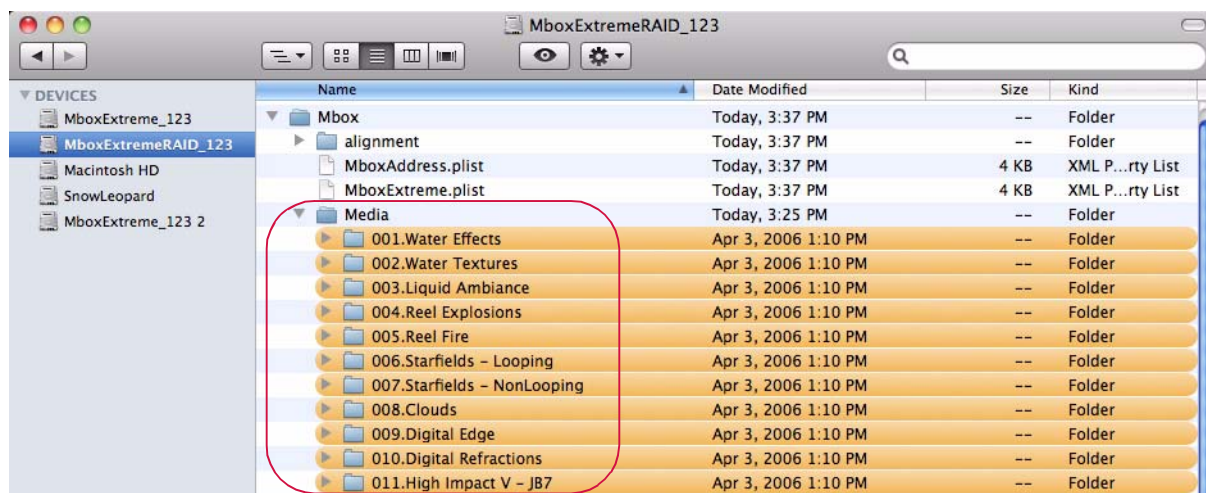 MboxExtremeRAID_123
DEVICES
MboxExtreme_123
MboxExtremeRAID_123
Macintosh HD
SnowLeopard
MboxExtreme_123 2
Name Date Modified Size Kind
Mbox Today, 3:37 PM -- Folder
alignment Today, 3:37 PM -- Folder
MboxAddress.plist Today, 3:37 PM 4 KB XML P...rty List
MboxExtreme.plist Today, 3:37 PM 4 KB XML P...rty List
Media Today, 3:25 PM -- Folder
001.Water Effects Apr 3, 2006 1:10 PM -- Folder
002.Water Textures Apr 3, 2006 1:10 PM -- Folder
003.Liquid Ambiance Apr 3, 2006 1:10 PM -- Folder
004.Reel Explosions Apr 3, 2006 1:10 PM -- Folder
005.Reel Fire Apr 3, 2006 1:10 PM -- Folder
006.Starfields - Looping Apr 3, 2006 1:10 PM -- Folder
007.Starfields - NonLooping Apr 3, 2006 1:10 PM -- Folder
008.Clouds Apr 3, 2006 1:10 PM -- Folder
009.Digital Edge Apr 3, 2006 1:10 PM -- Folder
010.Digital Refractions Apr 3, 2006 1:10 PM -- Folder
011.High Impact V - JB7 Apr 3, 2006 1:10 PM -- Folder